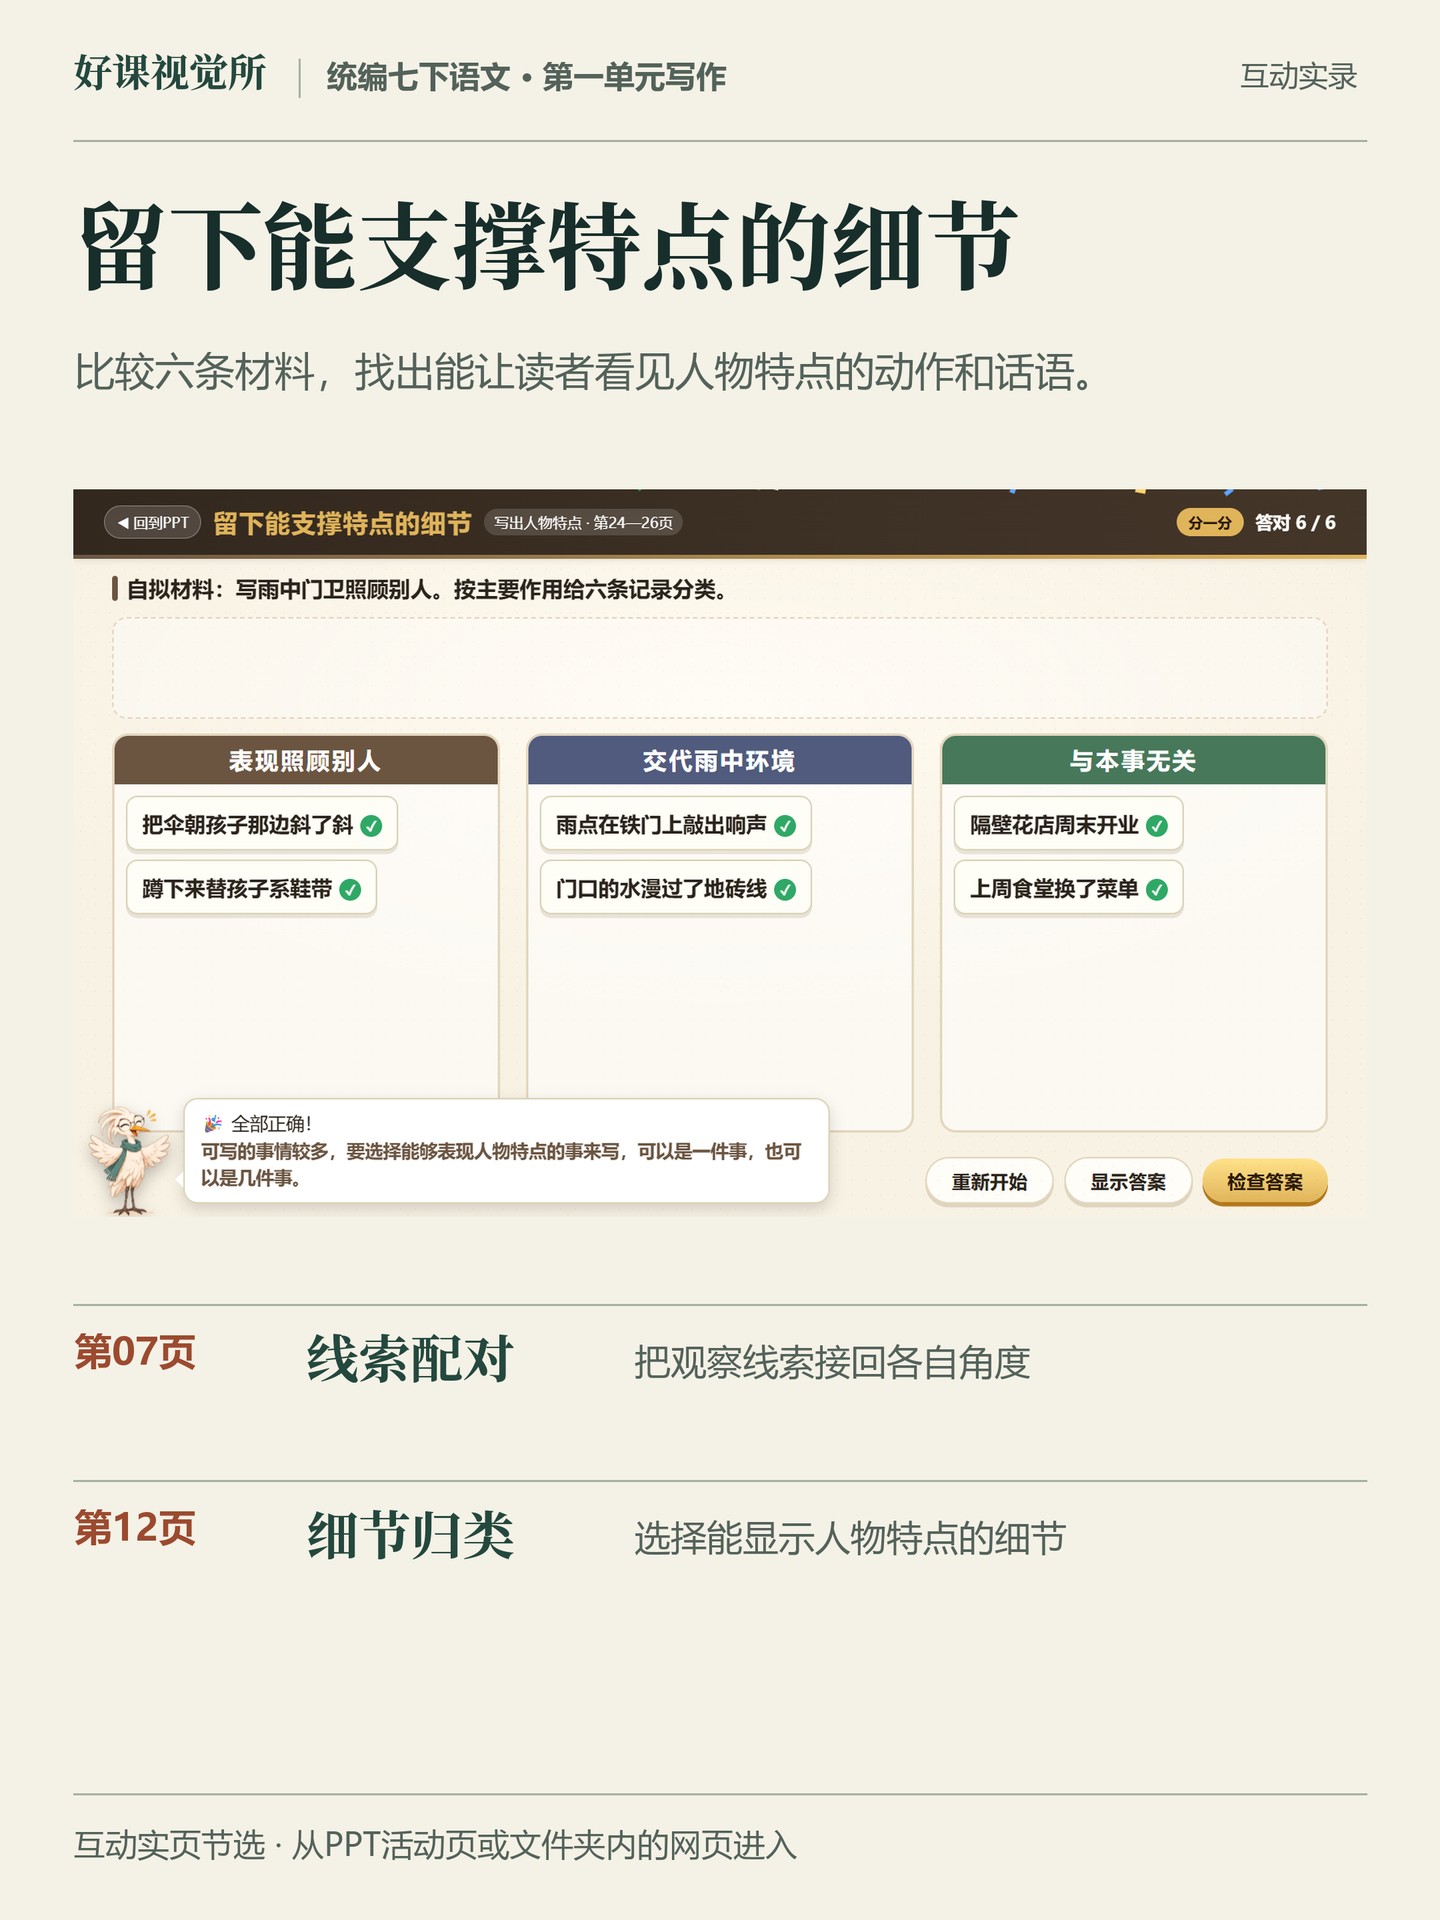 好课视觉所
统编七下语文·第一单元写作
互动实录
留下能支撑特点的细节
比较六条材料，找出能让读者看见人物特点的动作和话语。
◀ 回到PPT
留下能支撑特点的细节
写出人物特点·第24—26页
分一分
答对 6 / 6
自拟材料：写雨中门卫照顾别人。按主要作用给六条记录分类。
表现照顾别人
把伞朝孩子那边斜了斜
蹲下来替孩子系鞋带
交代雨中环境
雨点在铁门上敲出响声
门口的水漫过了地砖线
与本事无关
隔壁花店周末开业
上周食堂换了菜单
🎉 全部正确！
可写的事情较多，要选择能够表现人物特点的事来写，可以是一件事，也可
以是几件事。
重新开始
显示答案
检查答案
第07页
线索配对
把观察线索接回各自角度
第12页
细节归类
选择能显示人物特点的细节
互动实页节选·从PPT活动页或文件夹内的网页进入